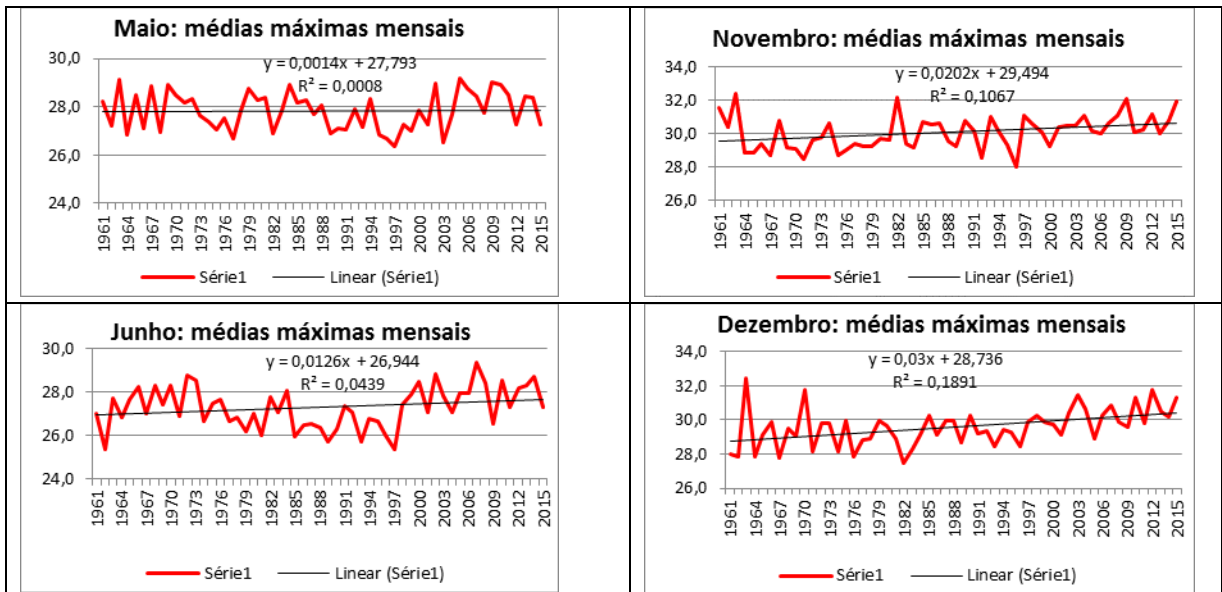 Maio: médias máximas mensais
y = 0,0014x + 27,793
R² = 0,0008
30,0
28,0
26,0
24,0
1961 1964 1967 1970 1973 1976 1979 1982 1985 1988 1991 1994 1997 2000 2003 2006 2009 2012 2015
Série1 Linear (Série1)
Novembro: médias máximas mensais
y = 0,0202x + 29,494
R² = 0,1067
34,0
32,0
30,0
28,0
26,0
1961 1964 1967 1970 1973 1976 1979 1982 1985 1988 1991 1994 1997 2000 2003 2006 2009 2012 2015
Série1 Linear (Série1)
Junho: médias máximas mensais
y = 0,0126x + 26,944
R² = 0,0439
30,0
28,0
26,0
24,0
1961 1964 1967 1970 1973 1976 1979 1982 1985 1988 1991 1994 1997 2000 2003 2006 2009 2012 2015
Série1 Linear (Série1)
Dezembro: médias máximas mensais
y = 0,03x + 28,736
R² = 0,1891
34,0
32,0
30,0
28,0
26,0
1961 1964 1967 1970 1973 1976 1979 1982 1985 1988 1991 1994 1997 2000 2003 2006 2009 2012 2015
Série1 Linear (Série1)